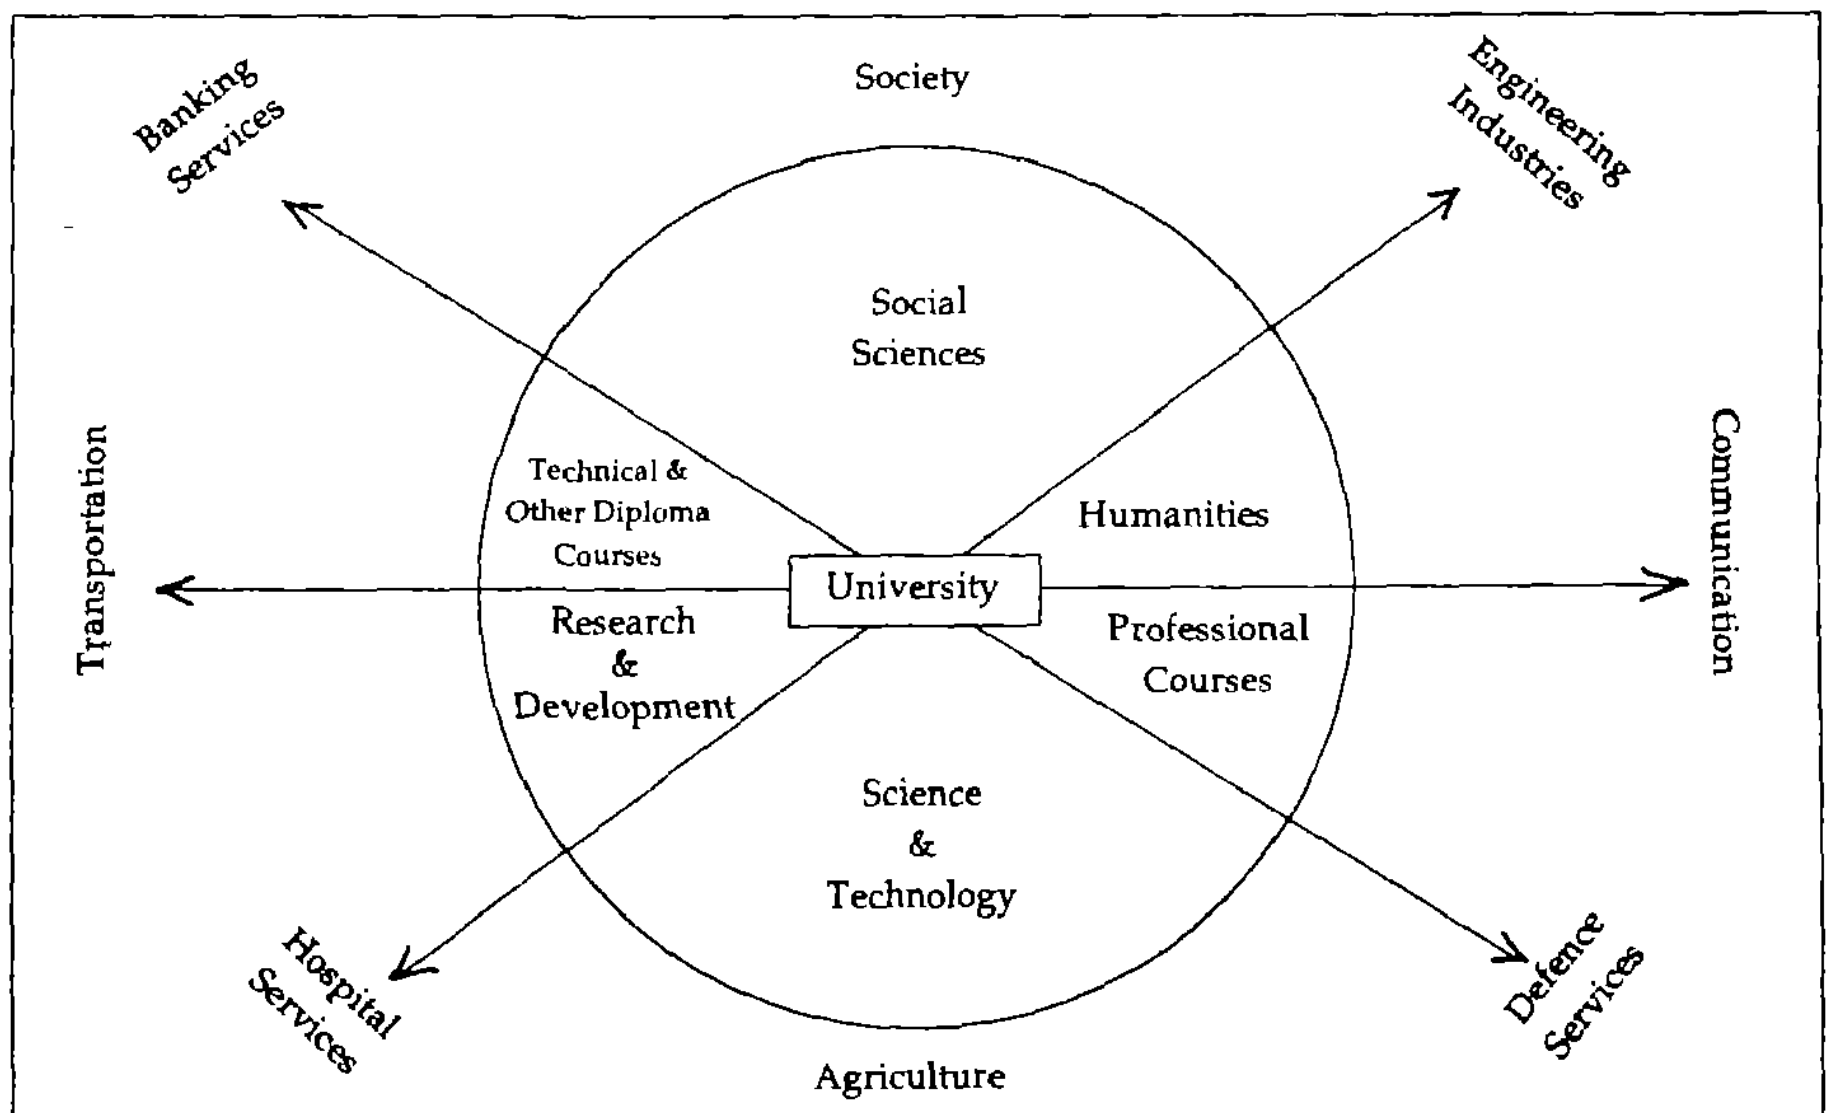 Society
Banking
Services
Engineering
Industries
Social
Sciences
Technical &
Other Diploma
Courses
Humanities
Transportation
University
Communication
Research
&
Development
Professional
Courses
Science
&
Technology
Hospital
Services
Defence
Services
Agriculture